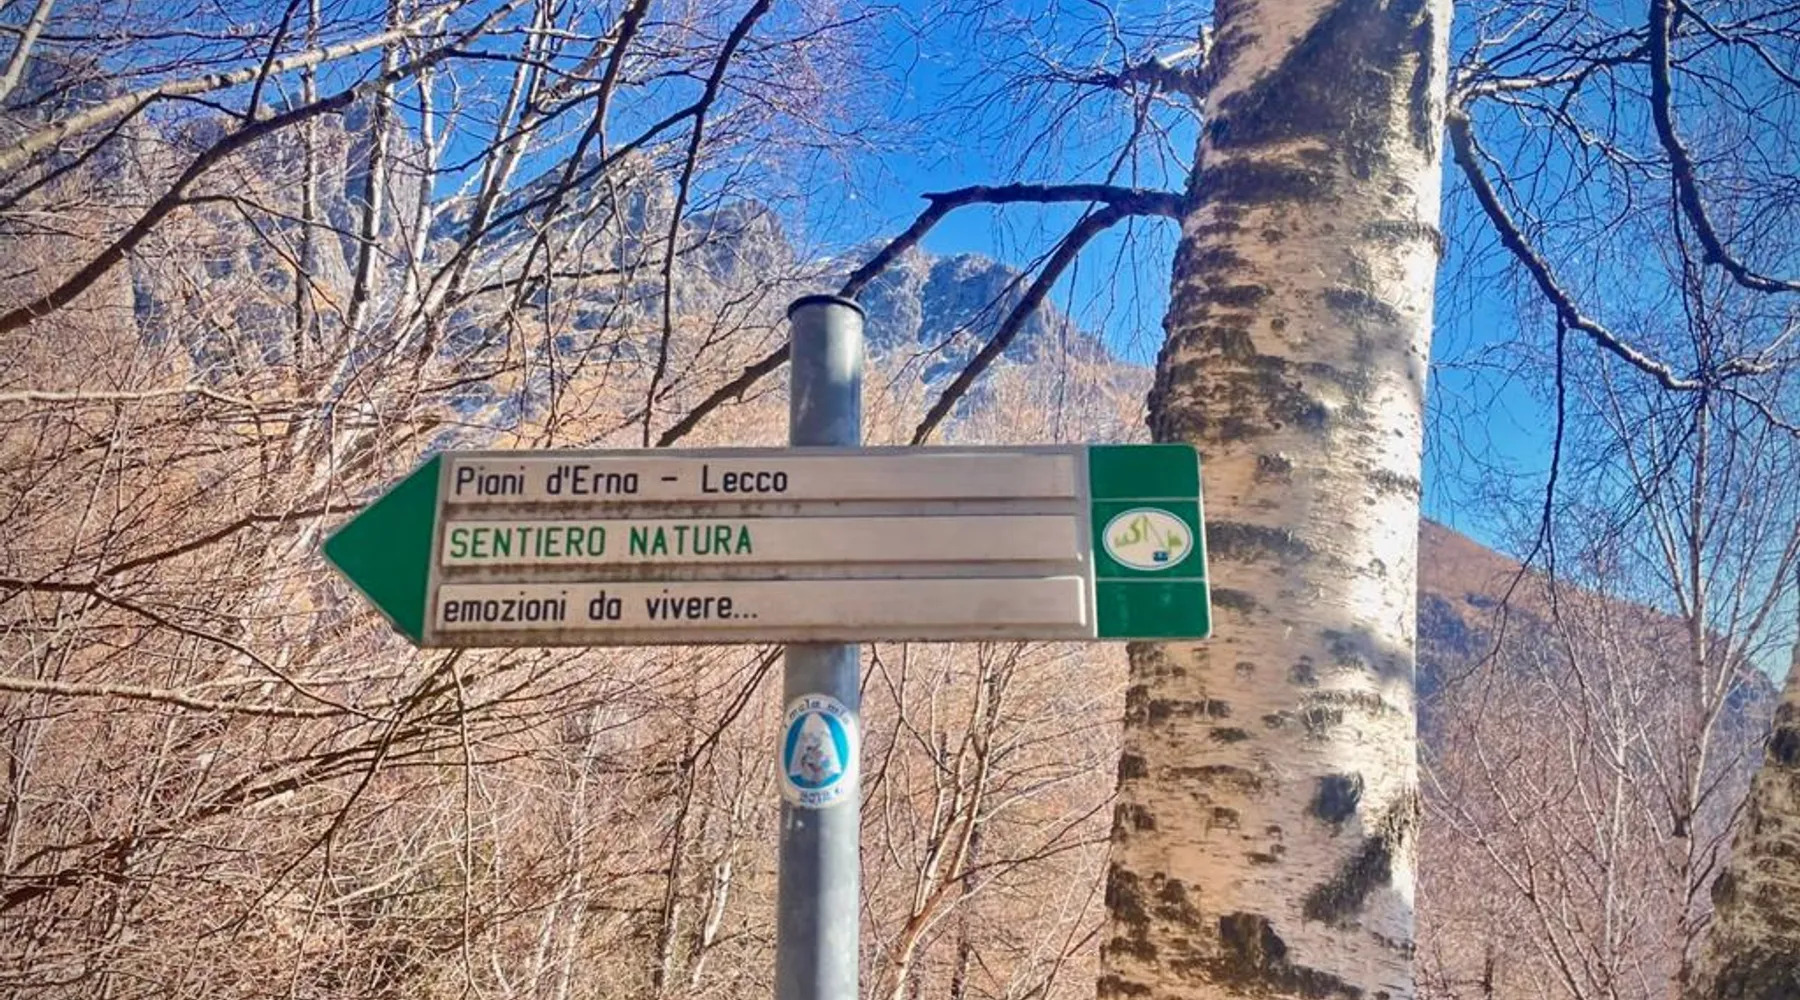 Piani d'Erna - Lecco
SENTIERO NATURA
emozioni da vivere...